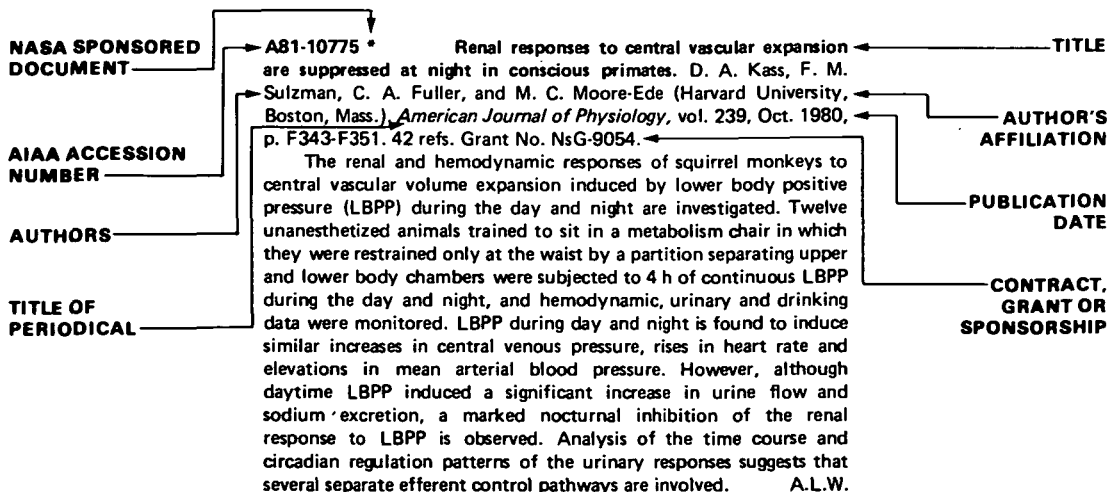 NASA SPONSORED
DOCUMENT
AIAA ACCESSION
NUMBER
AUTHORS
TITLE OF
PERIODICAL
A81-10775 * Renal responses to central vascular expansion
are suppressed at night in conscious primates. D. A. Kass, F. M.
Sulzman, C. A. Fuller, and M. C. Moore-Ede (Harvard University,
Boston, Mass.). American Journal of Physiology, vol. 239, Oct. 1980,
p. F343-F351. 42 refs. Grant No. NsG-9054.
The renal and hemodynamic responses of squirrel monkeys to
central vascular volume expansion induced by lower body positive
pressure (LBPP) during the day and night are investigated. Twelve
unanesthetized animals trained to sit in a metabolism chair in which
they were restrained only at the waist by a partition separating upper
and lower body chambers were subjected to 4 h of continuous LBPP
during the day and night, and hemodynamic, urinary and drinking
data were monitored. LBPP during day and night is found to induce
similar increases in central venous pressure, rises in heart rate and
elevations in mean arterial blood pressure. However, although
daytime LBPP induced a significant increase in urine flow and
sodium excretion, a marked nocturnal inhibition of the renal
response to LBPP is observed. Analysis of the time course and
circadian regulation patterns of the urinary responses suggests that
several separate efferent control pathways are involved. A.L.W.
TITLE
AUTHOR'S
AFFILIATION
PUBLICATION
DATE
CONTRACT,
GRANT OR
SPONSORSHIP